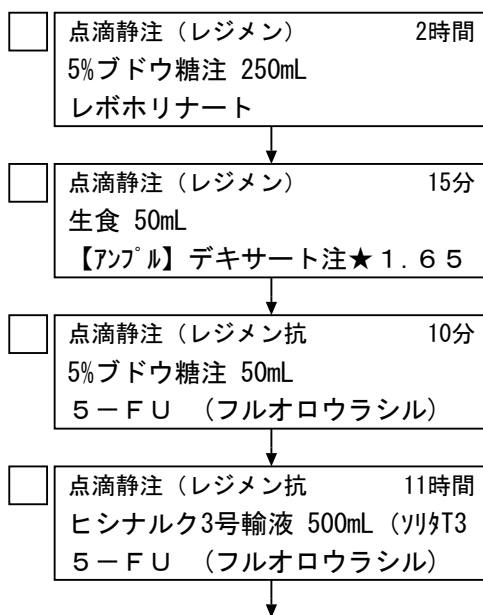 点滴静注（レジメン） 2時間
5%ブドウ糖注 250mL
レボホリナート
点滴静注（レジメン） 15分
生食 50mL
【ｱﾝﾌﾟﾙ】デキサート注★１.６５
点滴静注（レジメン抗 10分
5%ブドウ糖注 50mL
５－ＦＵ （フルオロウラシル）
点滴静注（レジメン抗 11時間
ヒシナルク3号輸液 500mL（ｿﾘﾀT3
５－ＦＵ （フルオロウラシル）